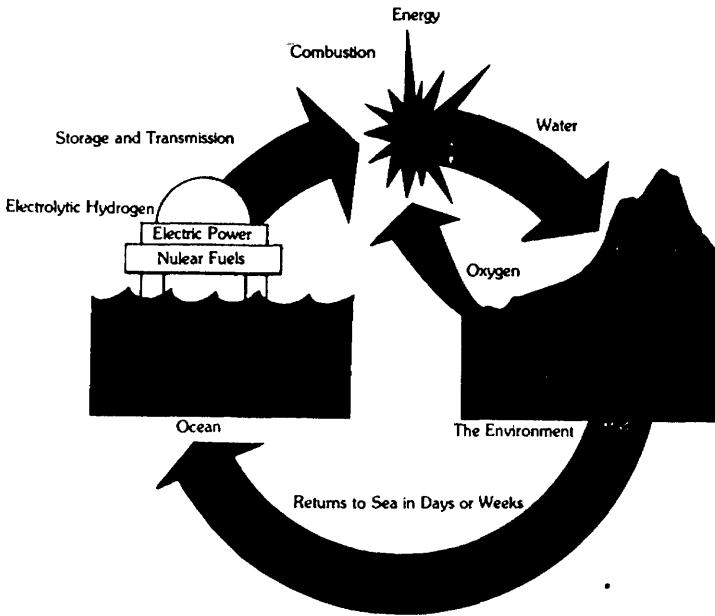 Energy
Combustion
Storage and Transmission
Water
Electrolytic Hydrogen
Electric Power
Nulear Fuels
Oxygen
Ocean
The Environment
Returns to Sea in Days or Weeks